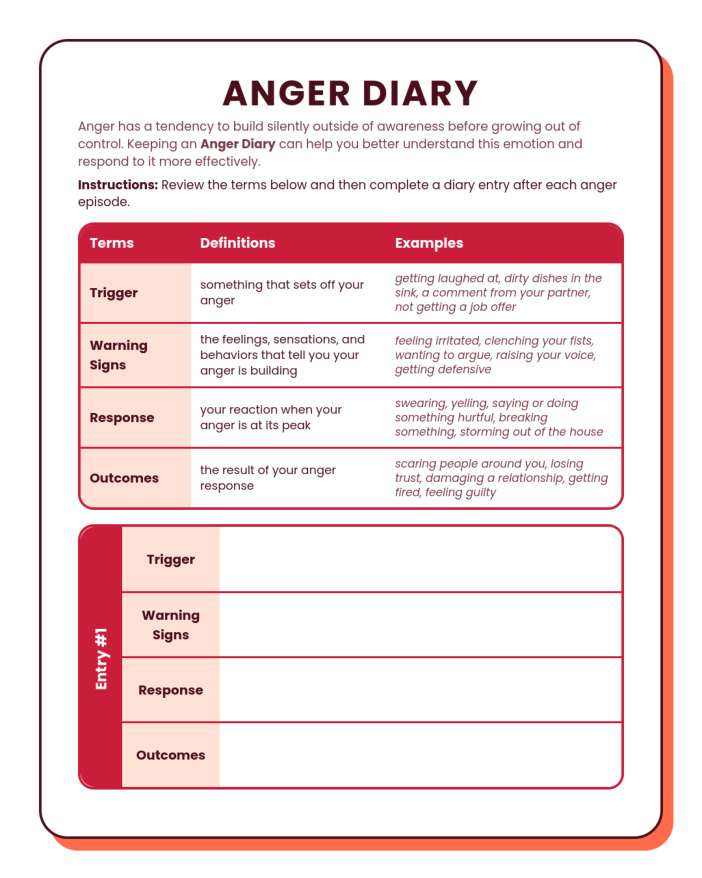 ANGER DIARY
Anger has a tendency to build silently outside of awareness before growing out of
control. Keeping an Anger Diary can help you better understand this emotion and
respond to it more effectively.
Instructions: Review the terms below and then complete a diary entry after each anger
episode.
Terms Definitions Examples
Trigger
something that sets off your
anger
getting laughed at, dirty dishes in the
sink, a comment from your partner,
not getting a job offer
Warning
Signs
the feelings, sensations, and
behaviors that tell you your
anger is building
feeling irritated, clenching your fists,
wanting to argue, raising your voice,
getting defensive
Response
your reaction when your
anger is at its peak
swearing, yelling, saying or doing
something hurtful, breaking
something, storming out of the house
Outcomes
the result of your anger
response
scaring people around you, losing
trust, damaging a relationship, getting
fired, feeling guilty
Entry #1
Trigger
Warning
Signs
Response
Outcomes